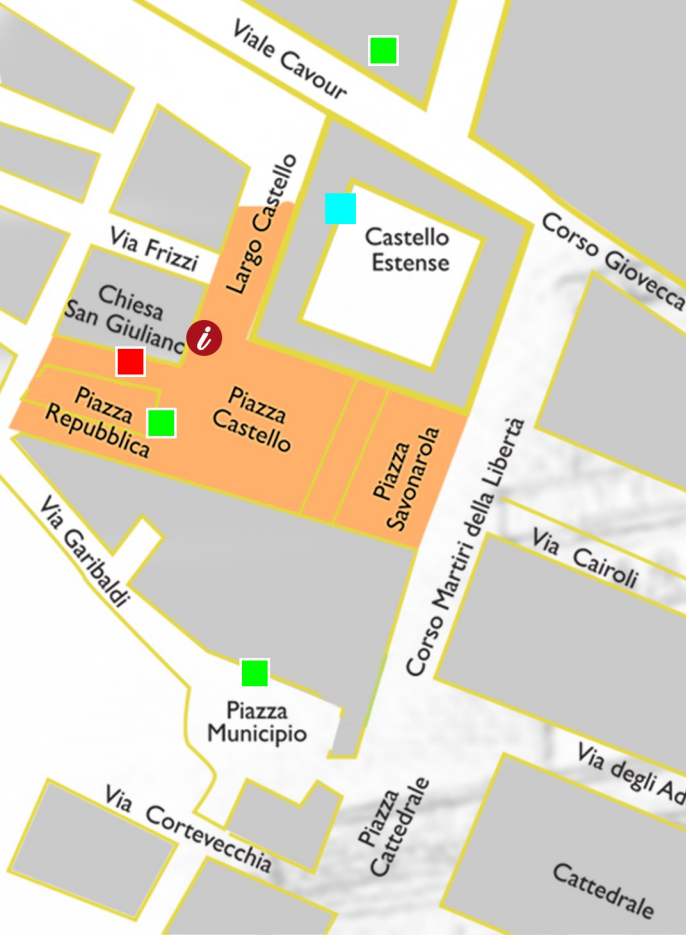 Viale Cavour
Largo Castello
Castello
Estense
Corso Giovecca
Via Frizzi
Chiesa
San Giuliano
i
Piazza
Castello
Piazza
Repubblica
Piazza
Savonarola
Corso Martiri della Libertà
Via Garibaldi
Via Cairoli
Piazza
Municipio
Via degli Ad
Via Cortevecchia
Piazza
Cattedrale
Cattedrale